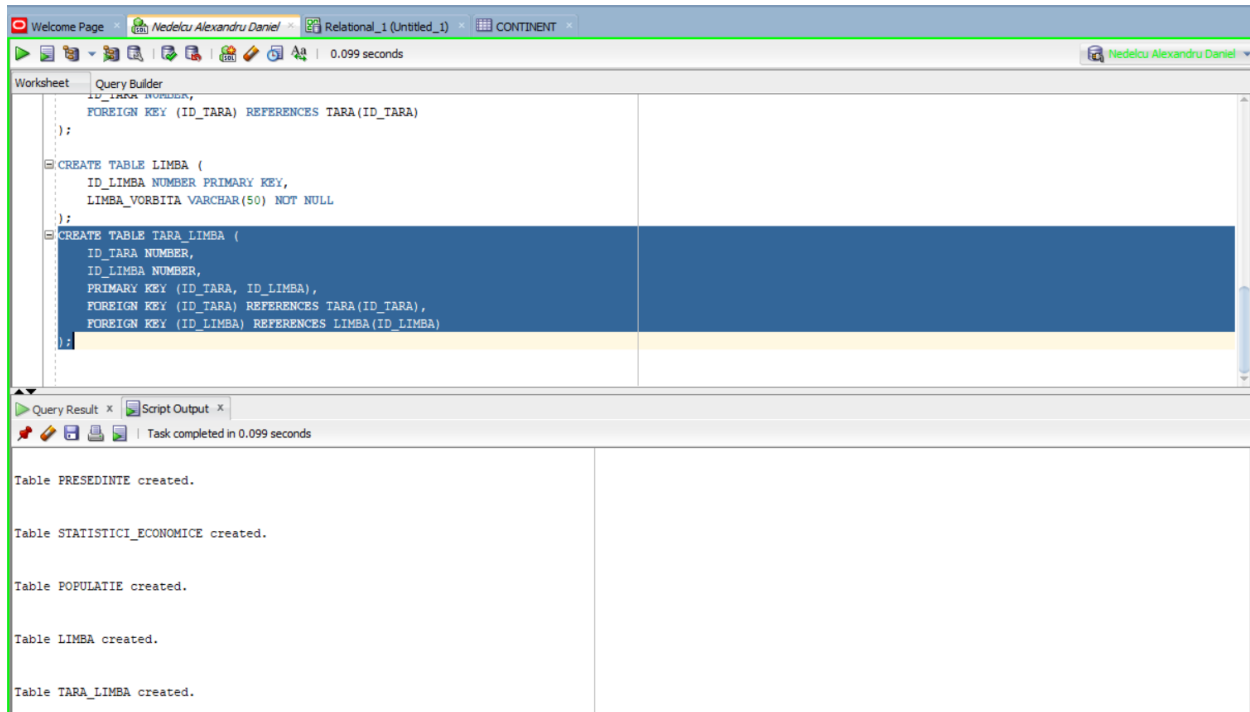 Welcome Page
Nedelcu Alexandru Daniel
Relational_1 (Untitled_1)
CONTINENT
0.099 seconds
Nedelcu Alexandru Daniel
Worksheet Query Builder
ID_TARA NUMBER,
FOREIGN KEY (ID_TARA) REFERENCES TARA(ID_TARA)
);
CREATE TABLE LIMBA (
ID_LIMBA NUMBER PRIMARY KEY,
LIMBA_VORBITA VARCHAR(50) NOT NULL
);
CREATE TABLE TARA_LIMBA (
ID_TARA NUMBER,
ID_LIMBA NUMBER,
PRIMARY KEY (ID_TARA, ID_LIMBA),
FOREIGN KEY (ID_TARA) REFERENCES TARA(ID_TARA),
FOREIGN KEY (ID_LIMBA) REFERENCES LIMBA(ID_LIMBA)
);
Query Result x Script Output x
Task completed in 0.099 seconds
Table PRESEDINTE created.
Table STATISTICI_ECONOMICE created.
Table POPULATIE created.
Table LIMBA created.
Table TARA_LIMBA created.